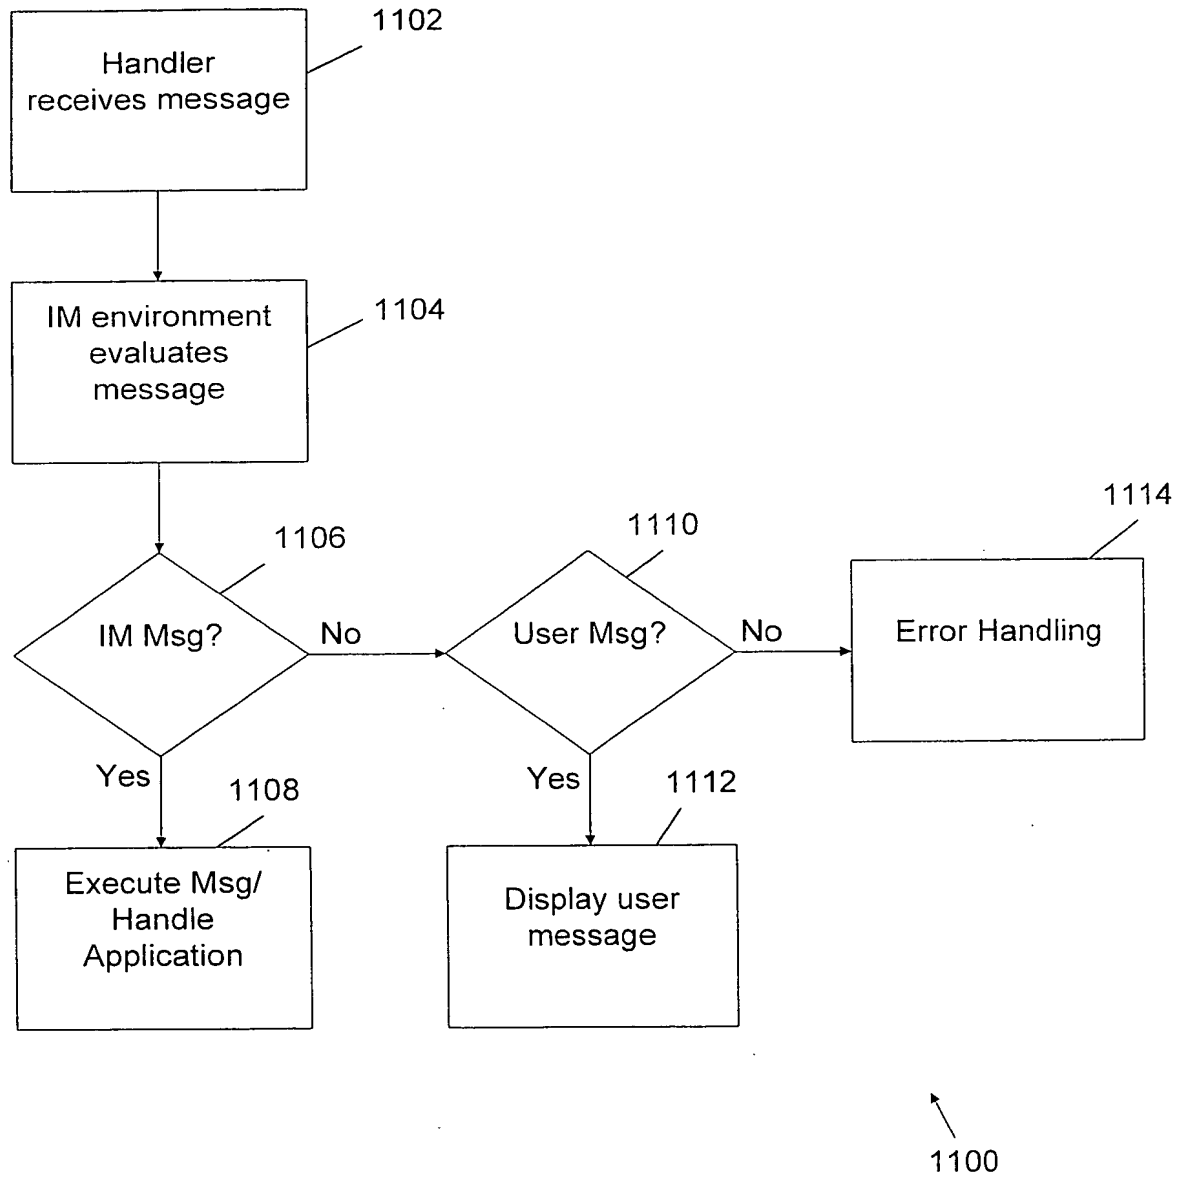 1102
Handler
receives message
1104
IM environment
evaluates
message
1106
IM Msg?
No
1110
User Msg?
No
1114
Error Handling
Yes
1108
Execute Msg/
Handle
Application
Yes
1112
Display user
message
1100